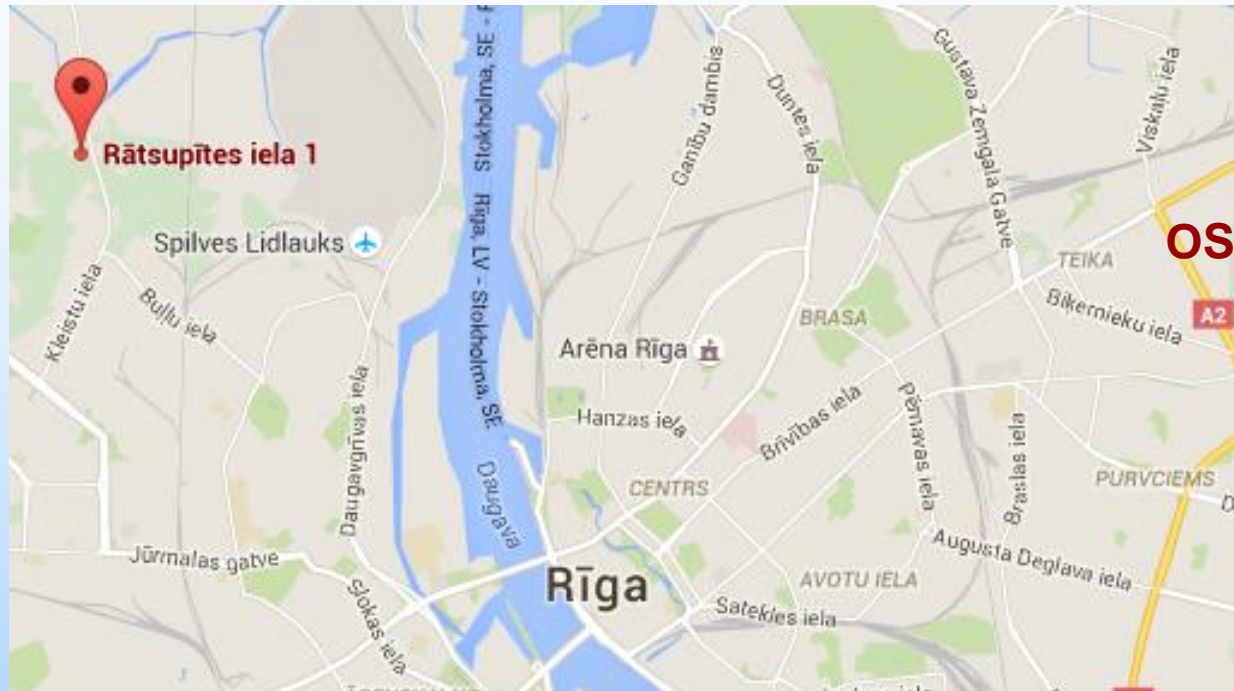 Rātsupītes iela 1
Spilves Lidlauks
Kleistu iela
Buļļu iela
Daugavgrīvas iela
Jūrmalas gatve
Slokas iela
Stokholma, SE
Rīga, LV - Stokholma, SE
Daugava
Rīga
Arēna Rīga
Hanzas iela
CENTRS
Ganību dambis
Duntes iela
Gustava Zemgala Gatve
Viskaļu iela
OS
TEIKA
BRASA
Biķernieku iela
A2
Brīvības iela
Pērnavas iela
Braslas iela
PURVCIEMS
Augusta Deglava iela
AVOTU IELA
Satekles iela